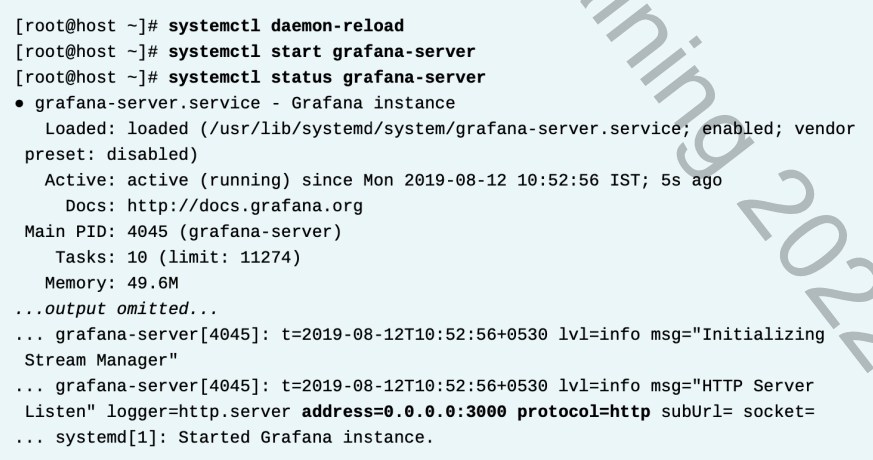 [root@host ~]# systemctl daemon-reload
[root@host ~]# systemctl start grafana-server
[root@host ~]# systemctl status grafana-server
● grafana-server.service - Grafana instance
   Loaded: loaded (/usr/lib/systemd/system/grafana-server.service; enabled; vendor
 preset: disabled)
   Active: active (running) since Mon 2019-08-12 10:52:56 IST; 5s ago
     Docs: http://docs.grafana.org
 Main PID: 4045 (grafana-server)
    Tasks: 10 (limit: 11274)
   Memory: 49.6M
...output omitted...
... grafana-server[4045]: t=2019-08-12T10:52:56+0530 lvl=info msg="Initializing
 Stream Manager"
... grafana-server[4045]: t=2019-08-12T10:52:56+0530 lvl=info msg="HTTP Server
 Listen" logger=http.server address=0.0.0.0:3000 protocol=http subUrl= socket=
... systemd[1]: Started Grafana instance.
2022